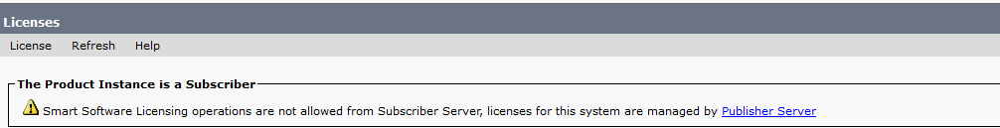 Licenses
License Refresh Help
The Product Instance is a Subscriber
Smart Software Licensing operations are not allowed from Subscriber Server, licenses for this system are managed by Publisher Server